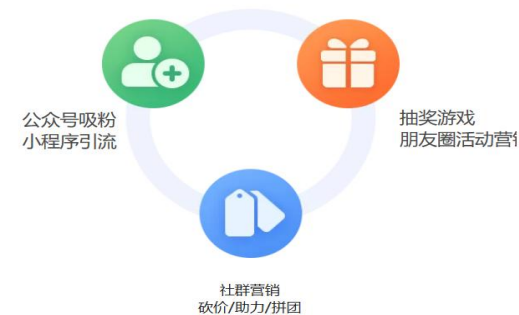 公众号吸粉
小程序引流
抽奖游戏
朋友圈活动营销
社群营销
砍价/助力/拼团